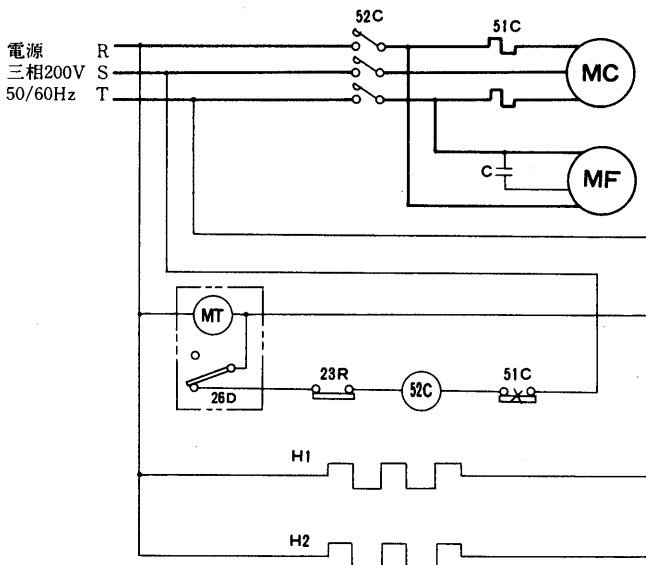 52C
51C
電源 R
三相200V S
50/60Hz T
MC
C
MF
MT
26D
23R
52C
51C
H1
H2